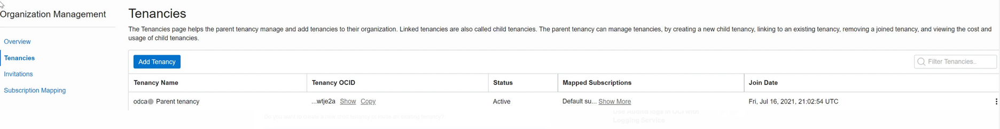 Organization Management
Overview
Tenancies
Invitations
Subscription Mapping
Tenancies
The Tenancies page helps the parent tenancy manage and add tenancies to their organization. Linked tenancies are also called child tenancies. The parent tenancy can manage tenancies, by creating a new child tenancy, linking to an existing tenancy, removing a joined tenancy, and viewing the cost and
usage of child tenancies.
Add Tenancy
Filter Tenancies..
Tenancy Name Tenancy OCID Status Mapped Subscriptions Join Date
odca Parent tenancy ...wtje2a Show Copy Active Default su... Show More Fri, Jul 16, 2021, 21:02:54 UTC
Do you want to create a new child tenancy or invite an existing tenancy?
Use Audit logs in OCI with
Logging Service